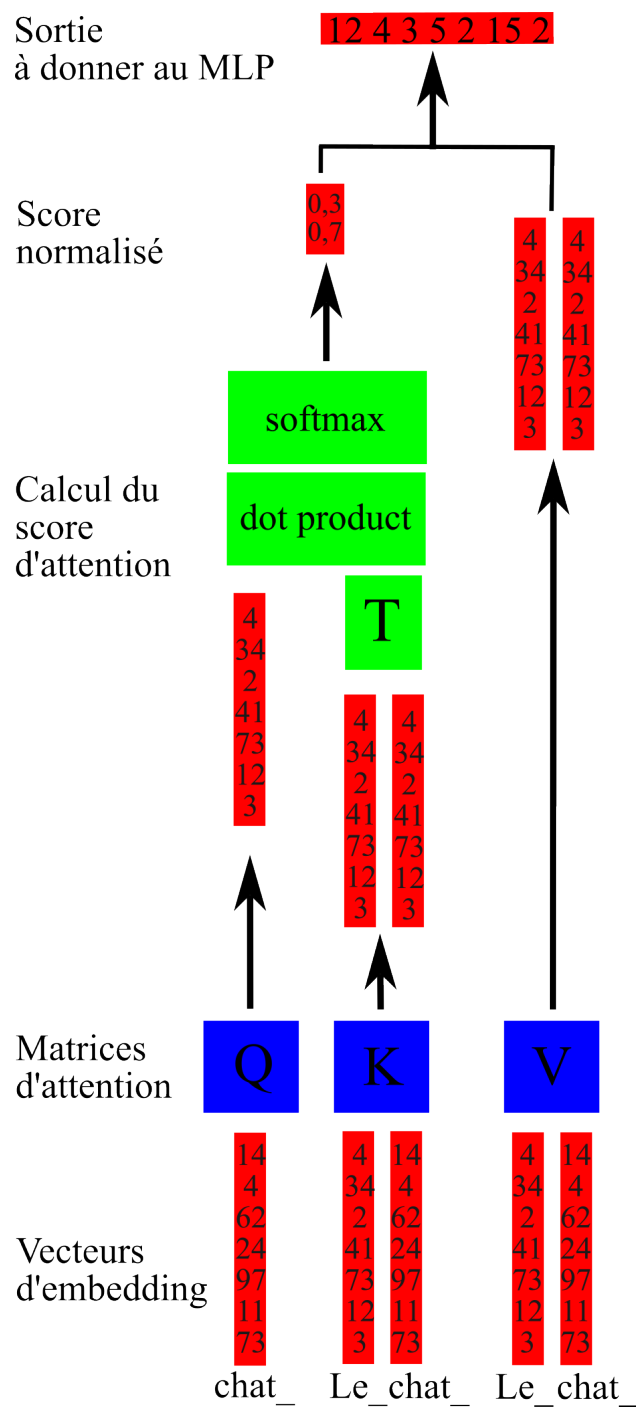 Sortie
à donner au MLP
12 4 3 5 2 15 2
Score
normalisé
0,3
0,7
4 4
34 34
2 2
41 41
73 73
12 12
3 3
softmax
Calcul du
score
d'attention
dot product
T
4
34
2
41
73
12
3
4 4
34 34
2 2
41 41
73 73
12 12
3 3
Matrices
d'attention
Q K V
Vecteurs
d'embedding
14 4 14 4 14
4 34 4 34 4
62 2 62 2 62
24 41 24 41 24
97 73 97 73 97
11 12 11 12 11
73 3 73 3 73
chat_ Le_chat_ Le_chat_